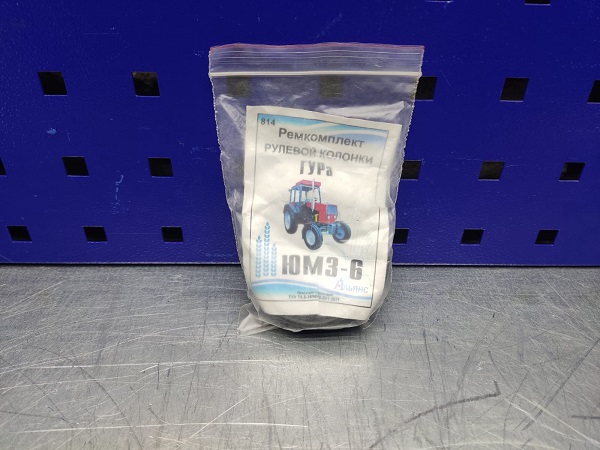 814
Ремкомплект
РУЛЕВОЙ КОЛОНКИ
ГУРа
ЮМЗ-6
Альянс